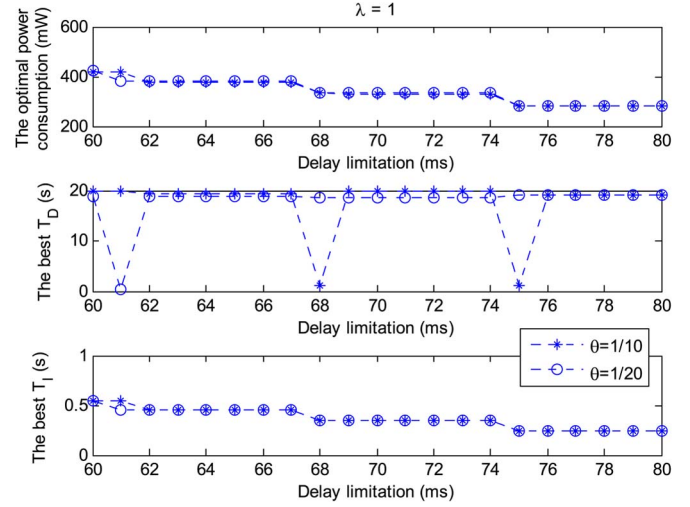 λ = 1
The optimal power
consumption (mW)
600
400
200
60 62 64 66 68 70 72 74 76 78 80
Delay limitation (ms)
The best T_D (s)
20
10
0
60 62 64 66 68 70 72 74 76 78 80
Delay limitation (ms)
θ=1/10
θ=1/20
The best T_I (s)
1
0.5
0
60 62 64 66 68 70 72 74 76 78 80
Delay limitation (ms)